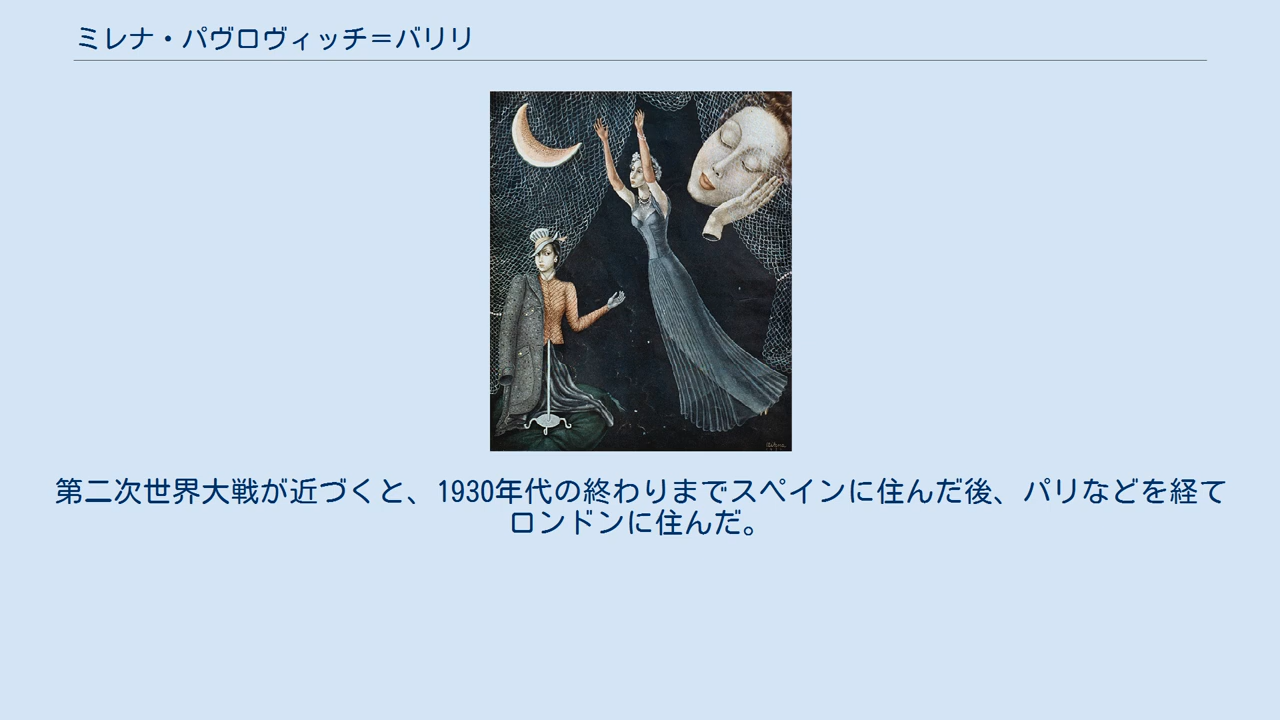 ミレナ・パヴロヴィッチ＝バリリ
第二次世界大戦が近づくと、1930年代の終わりまでスペインに住んだ後、パリなどを経て
ロンドンに住んだ。